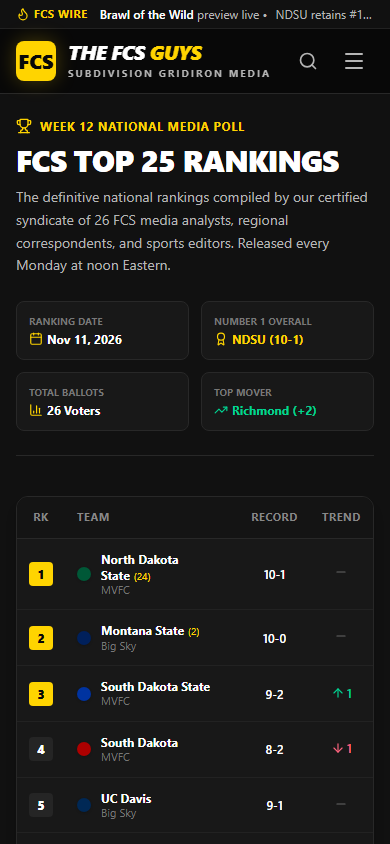 FCS WIRE Brawl of the Wild preview live • NDSU retains #1...
FCS THE FCS GUYS
SUBDIVISION GRIDIRON MEDIA
WEEK 12 NATIONAL MEDIA POLL
FCS TOP 25 RANKINGS
The definitive national rankings compiled by our certified
syndicate of 26 FCS media analysts, regional
correspondents, and sports editors. Released every
Monday at noon Eastern.
RANKING DATE
Nov 11, 2026
NUMBER 1 OVERALL
NDSU (10-1)
TOTAL BALLOTS
26 Voters
TOP MOVER
Richmond (+2)
RK TEAM RECORD TREND
1 North Dakota State (24) 10-1 —
MVFC
2 Montana State (2) 10-0 —
Big Sky
3 South Dakota State 9-2 ↑ 1
MVFC
4 South Dakota 8-2 ↓ 1
MVFC
5 UC Davis 9-1 —
Big Sky